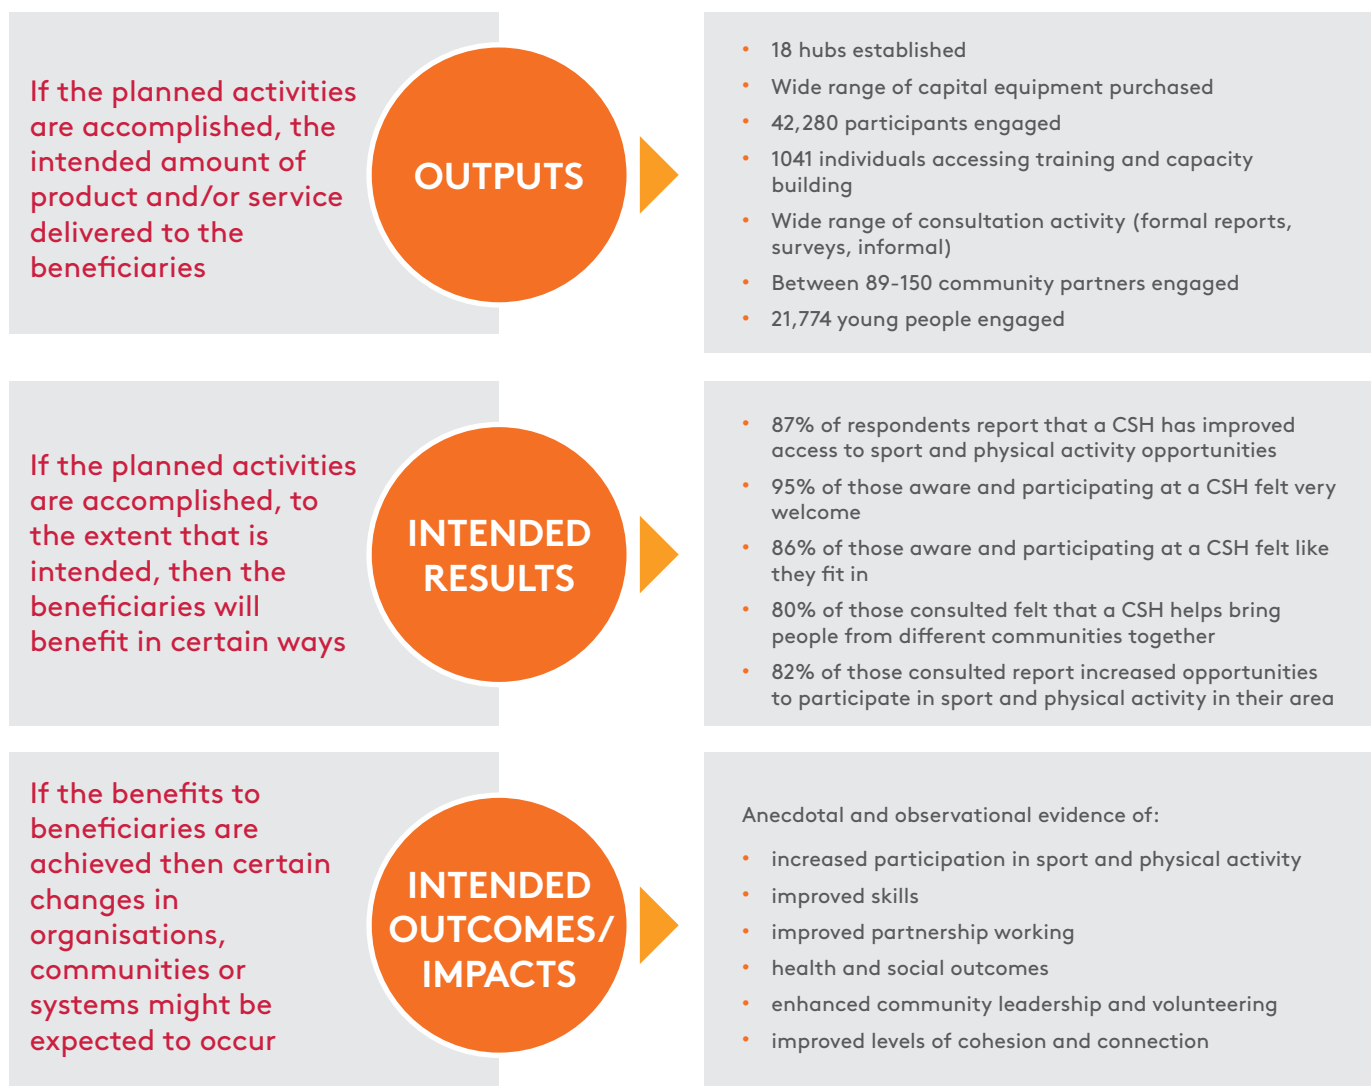 If the planned activities
are accomplished, the
intended amount of
product and/or service
delivered to the
beneficiaries
OUTPUTS
• 18 hubs established
• Wide range of capital equipment purchased
• 42,280 participants engaged
• 1041 individuals accessing training and capacity
building
• Wide range of consultation activity (formal reports,
surveys, informal)
• Between 89-150 community partners engaged
• 21,774 young people engaged
If the planned activities
are accomplished, to
the extent that is
intended, then the
beneficiaries will
benefit in certain ways
INTENDED
RESULTS
• 87% of respondents report that a CSH has improved
access to sport and physical activity opportunities
• 95% of those aware and participating at a CSH felt very
welcome
• 86% of those aware and participating at a CSH felt like
they fit in
• 80% of those consulted felt that a CSH helps bring
people from different communities together
• 82% of those consulted report increased opportunities
to participate in sport and physical activity in their area
If the benefits to
beneficiaries are
achieved then certain
changes in
organisations,
communities or
systems might be
expected to occur
INTENDED
OUTCOMES/
IMPACTS
Anecdotal and observational evidence of:
• increased participation in sport and physical activity
• improved skills
• improved partnership working
• health and social outcomes
• enhanced community leadership and volunteering
• improved levels of cohesion and connection